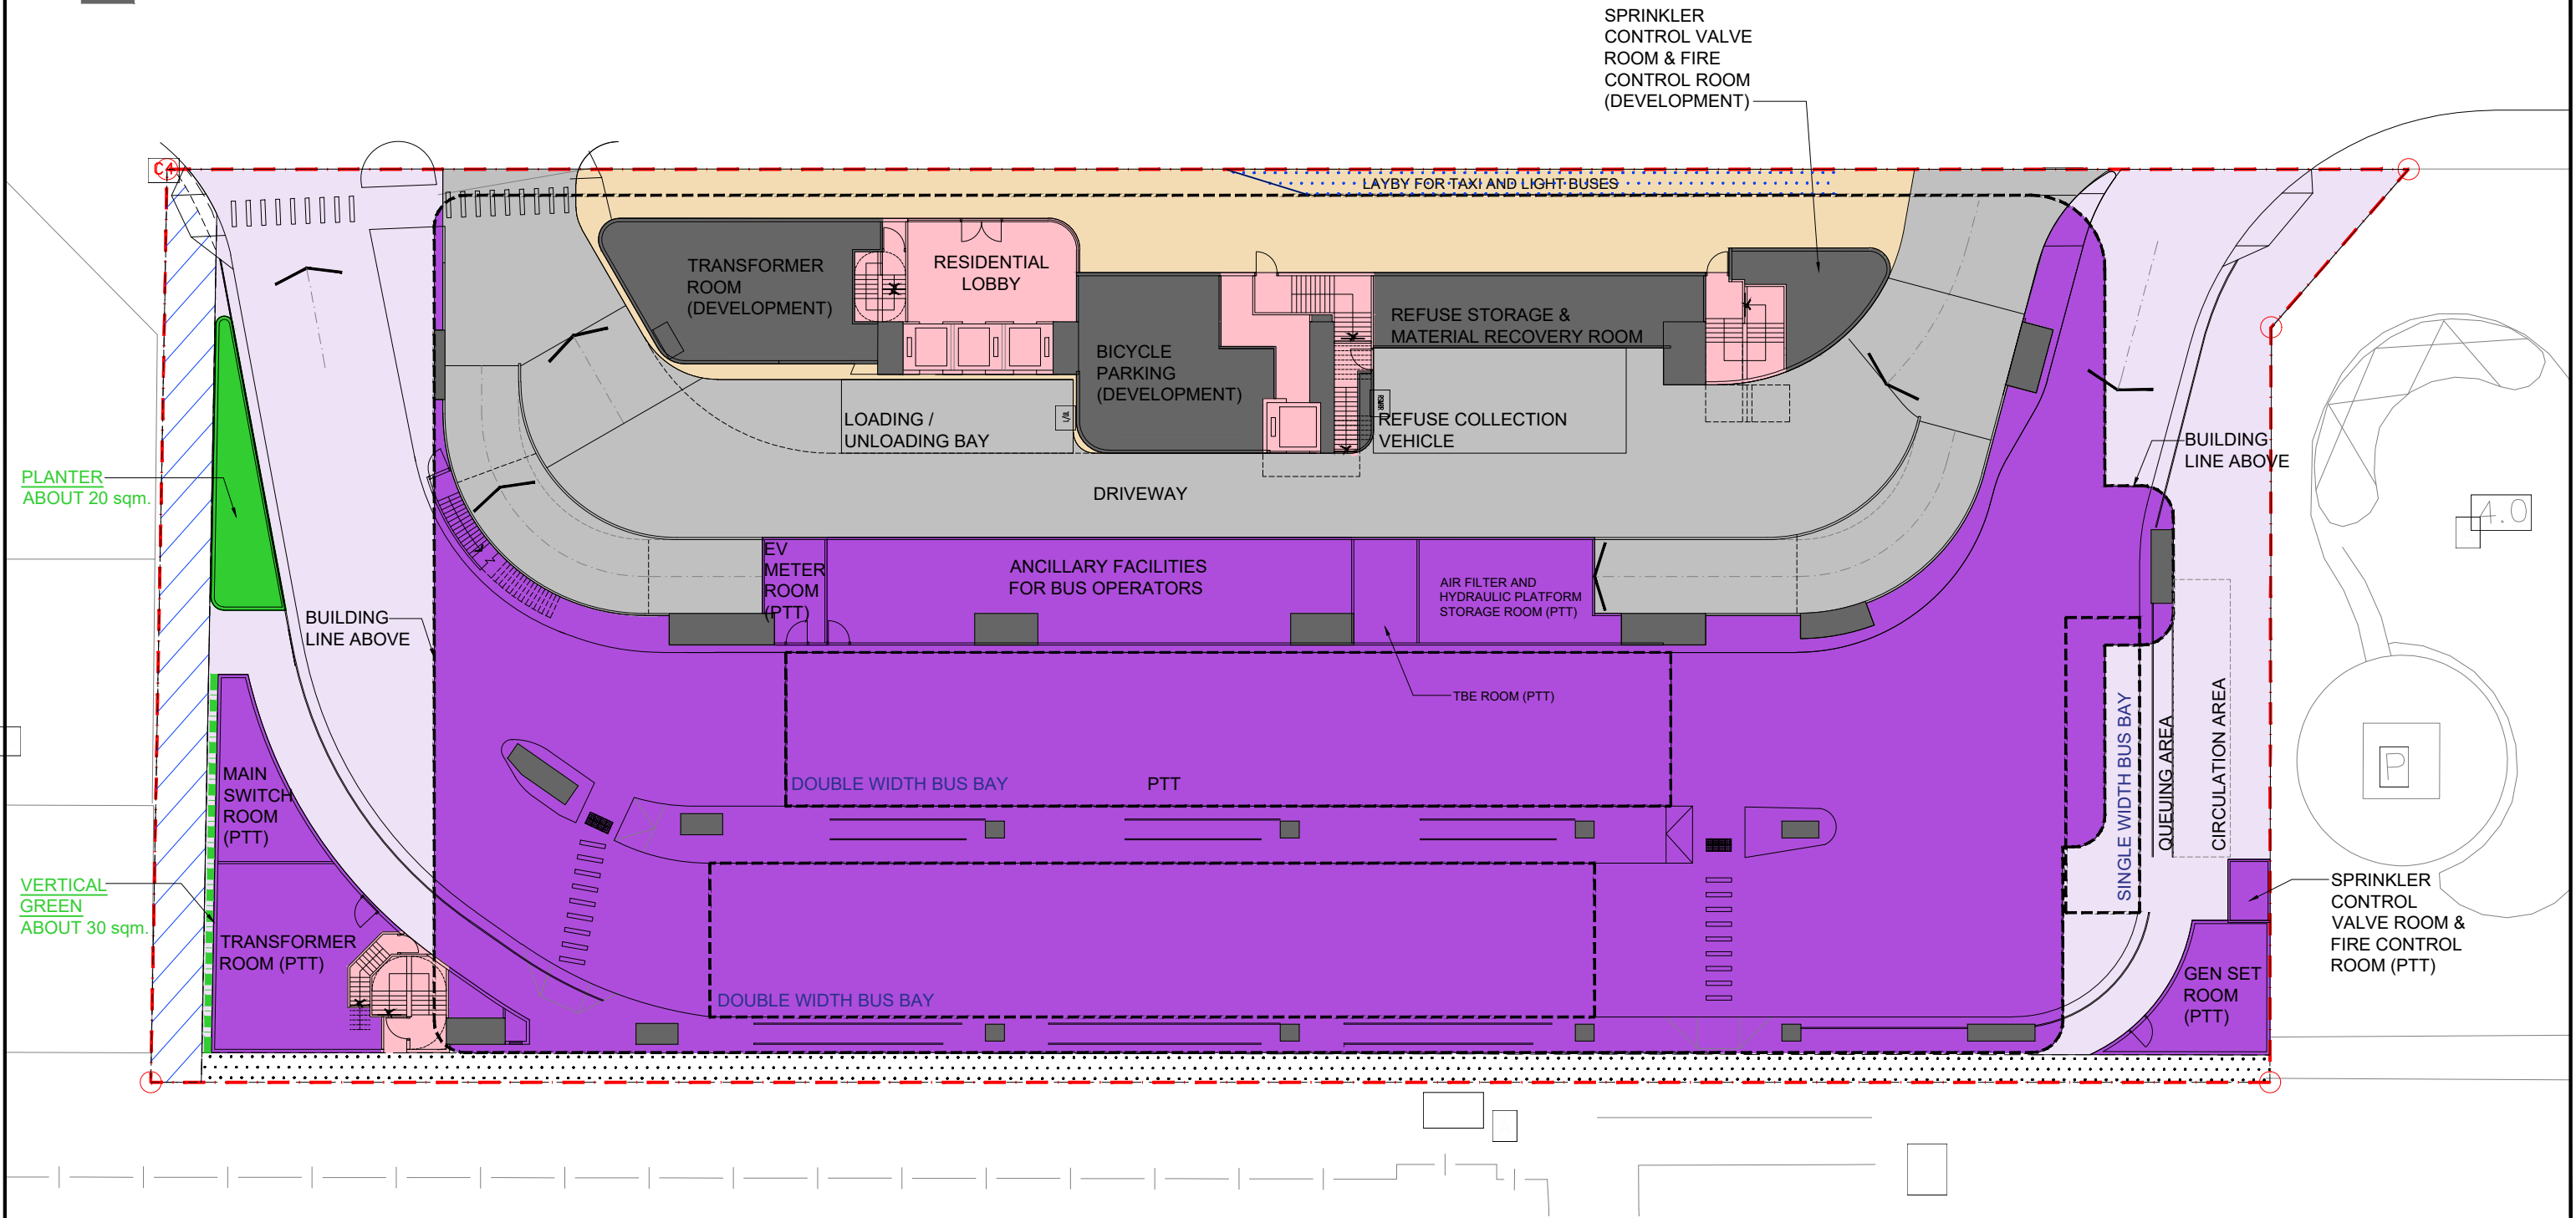 SPRINKLER
CONTROL VALVE
ROOM & FIRE
CONTROL ROOM
(DEVELOPMENT)
LAYBY FOR TAXI AND LIGHT BUSES
TRANSFORMER
ROOM
(DEVELOPMENT)
RESIDENTIAL
LOBBY
BICYCLE
PARKING
(DEVELOPMENT)
REFUSE STORAGE &
MATERIAL RECOVERY ROOM
LOADING /
UNLOADING BAY
L/UL
REFUSE COLLECTION
VEHICLE
DRIVEWAY
BUILDING
LINE ABOVE
PLANTER
ABOUT 20 sqm.
4.0
EV
METER
ROOM
(PTT)
ANCILLARY FACILITIES
FOR BUS OPERATORS
AIR FILTER AND
HYDRAULIC PLATFORM
STORAGE ROOM (PTT)
BUILDING
LINE ABOVE
TBE ROOM (PTT)
DOUBLE WIDTH BUS BAY
PTT
SINGLE WIDTH BUS BAY
QUEUING AREA
CIRCULATION AREA
P
MAIN
SWITCH
ROOM
(PTT)
VERTICAL
GREEN
ABOUT 30 sqm.
TRANSFORMER
ROOM (PTT)
SPRINKLER
CONTROL
VALVE ROOM &
FIRE CONTROL
ROOM (PTT)
GEN SET
ROOM
(PTT)
DOUBLE WIDTH BUS BAY